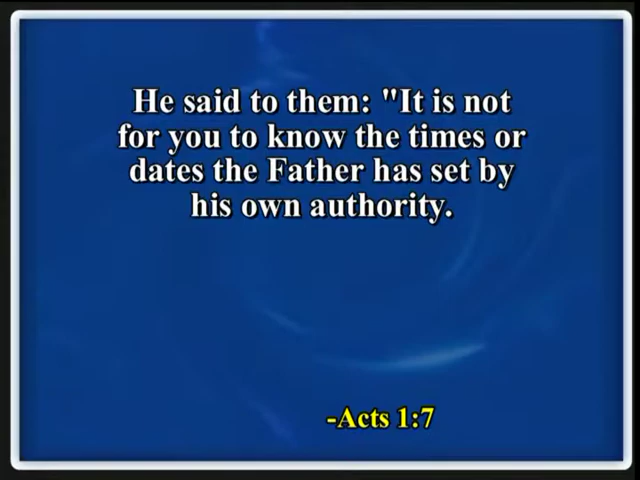 He said to them: "It is not
for you to know the times or
dates the Father has set by
his own authority.
-Acts 1:7